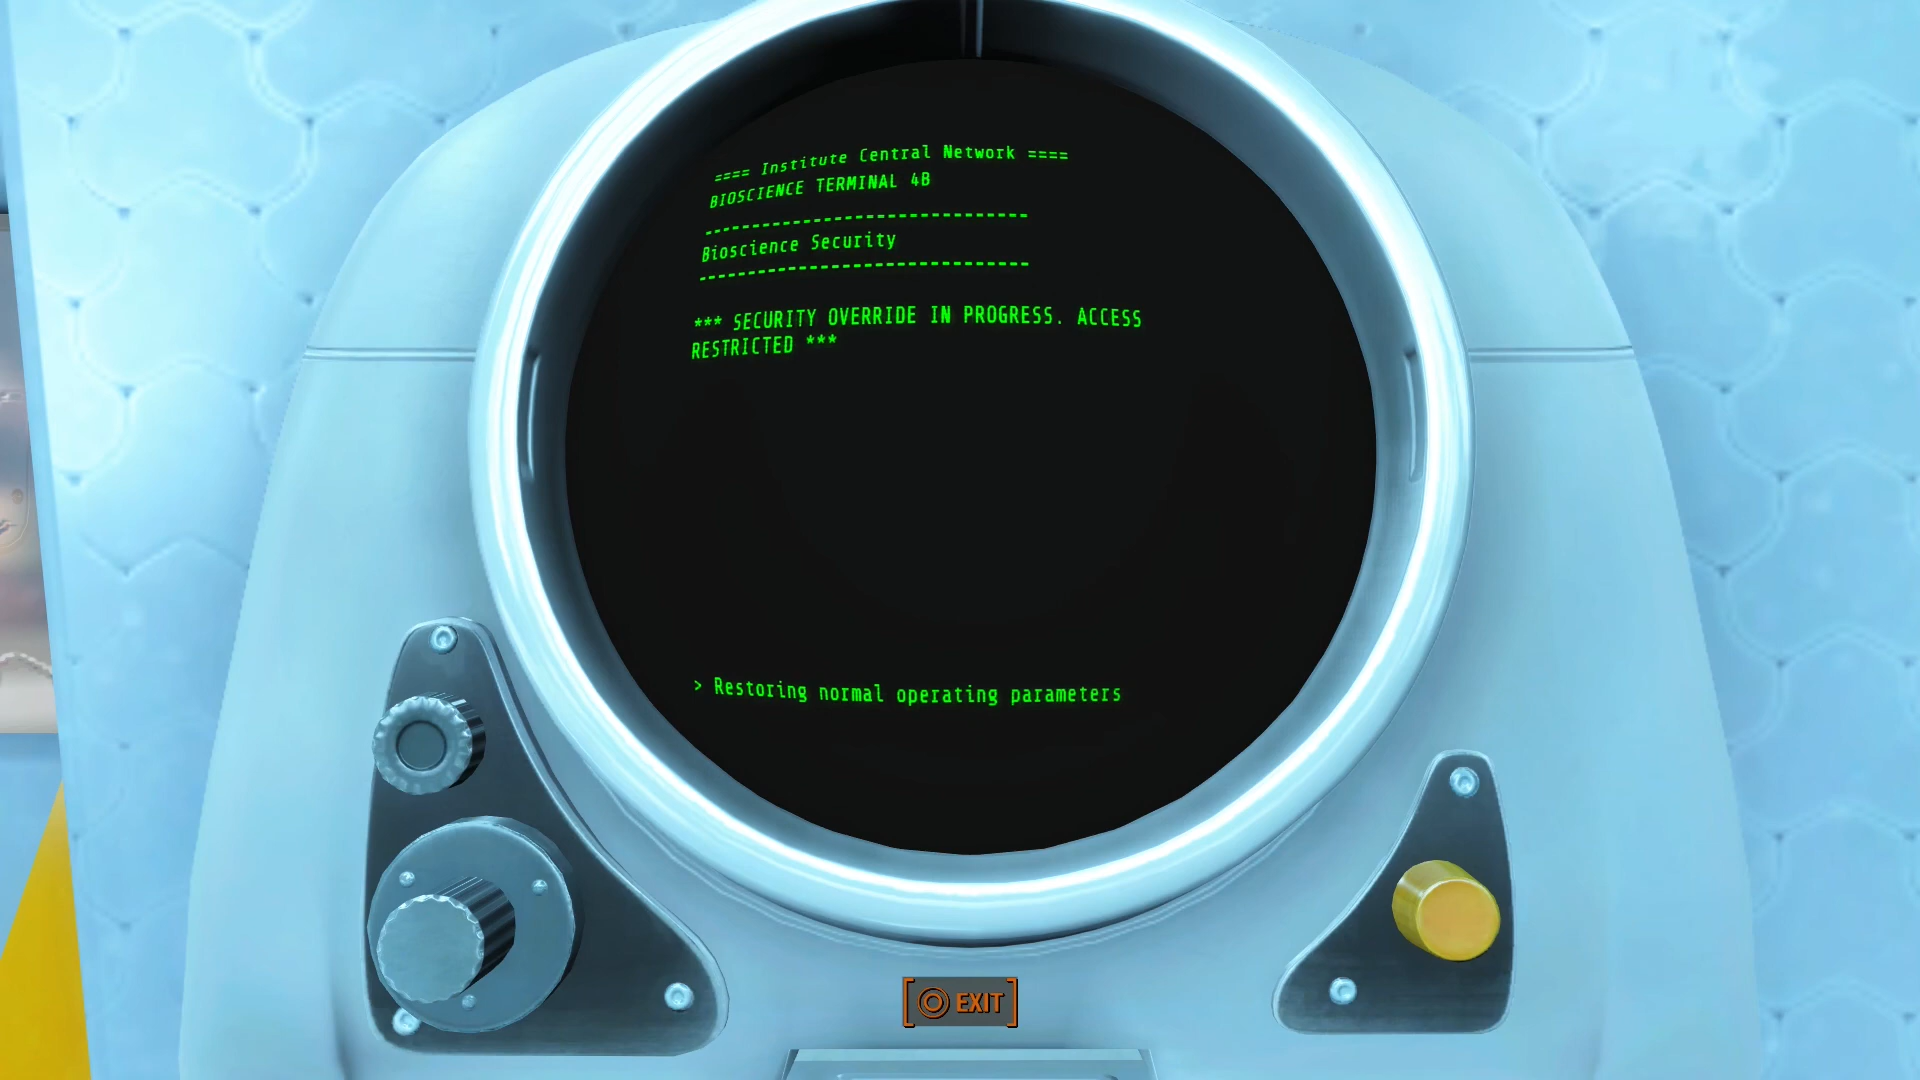 ==== Institute Central Network ====
BIOSCIENCE TERMINAL 4B
-------------------------------
Bioscience Security
-------------------------------
*** SECURITY OVERRIDE IN PROGRESS. ACCESS
RESTRICTED ***
> Restoring normal operating parameters
EXIT